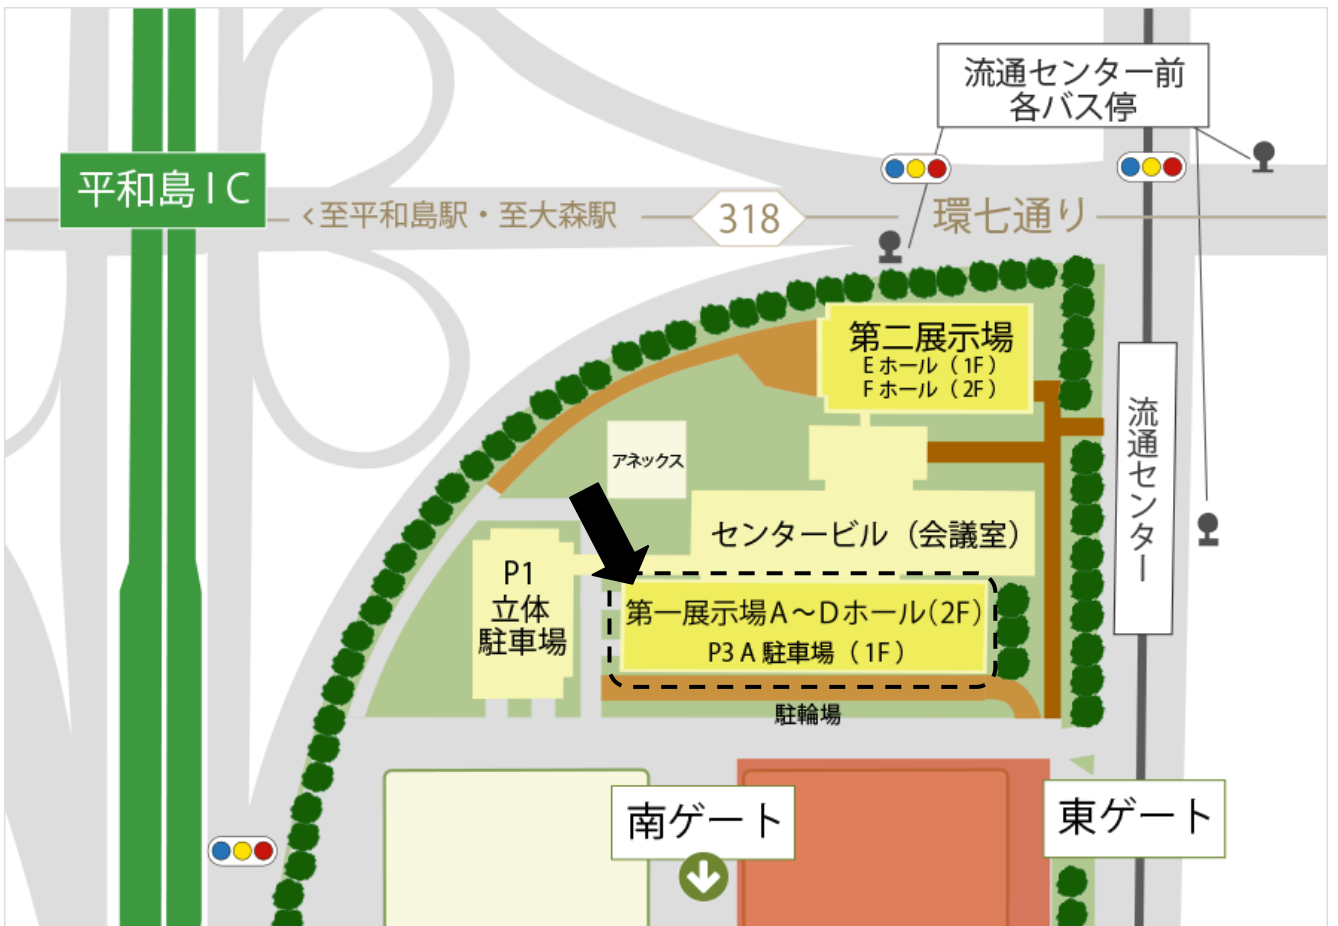 流通センター前
各バス停
平和島IC
<至平和島駅・至大森駅
318
環七通り
第二展示場
Eホール（1F）
Fホール（2F）
流通センター
アネックス
センタービル（会議室）
P1
立体
駐車場
第一展示場A～Dホール(2F)
P3 A 駐車場（1F）
駐輪場
南ゲート
東ゲート